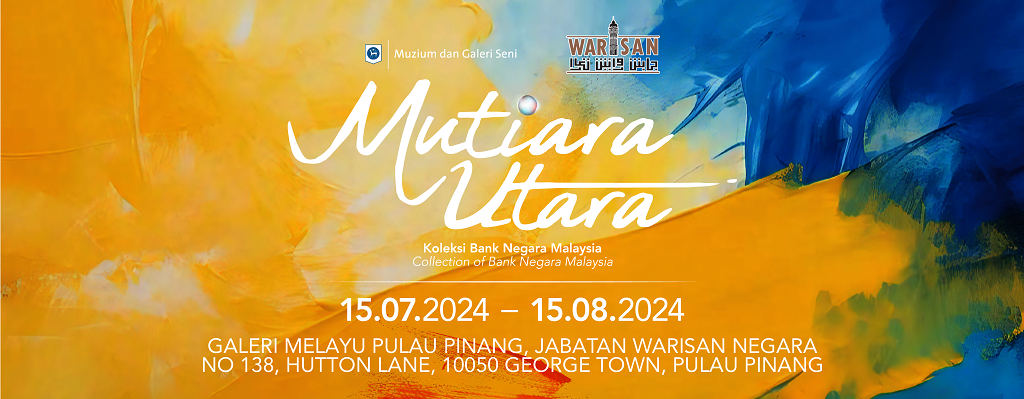 Muzium dan Galeri Seni
WARISAN
Mutiara
Utara
Koleksi Bank Negara Malaysia
Collection of Bank Negara Malaysia
15.07.2024 – 15.08.2024
GALERI MELAYU PULAU PINANG, JABATAN WARISAN NEGARA
NO 138, HUTTON LANE, 10050 GEORGE TOWN, PULAU PINANG